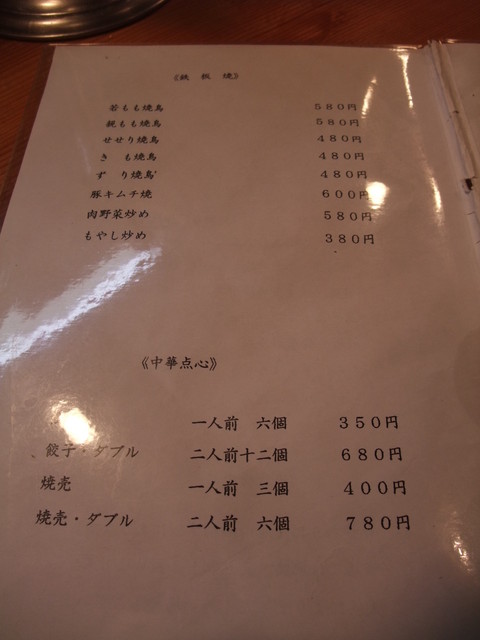 《鉄板焼》
若もも焼鳥 580円
親もも焼鳥 580円
せせり焼鳥 480円
きも焼鳥 480円
ずり焼鳥 480円
豚キムチ焼 600円
肉野菜炒め 580円
もやし炒め 380円
《中華点心》
一人前 六個 350円
餃子・ダブル 二人前十二個 680円
焼売 一人前 三個 400円
焼売・ダブル 二人前 六個 780円